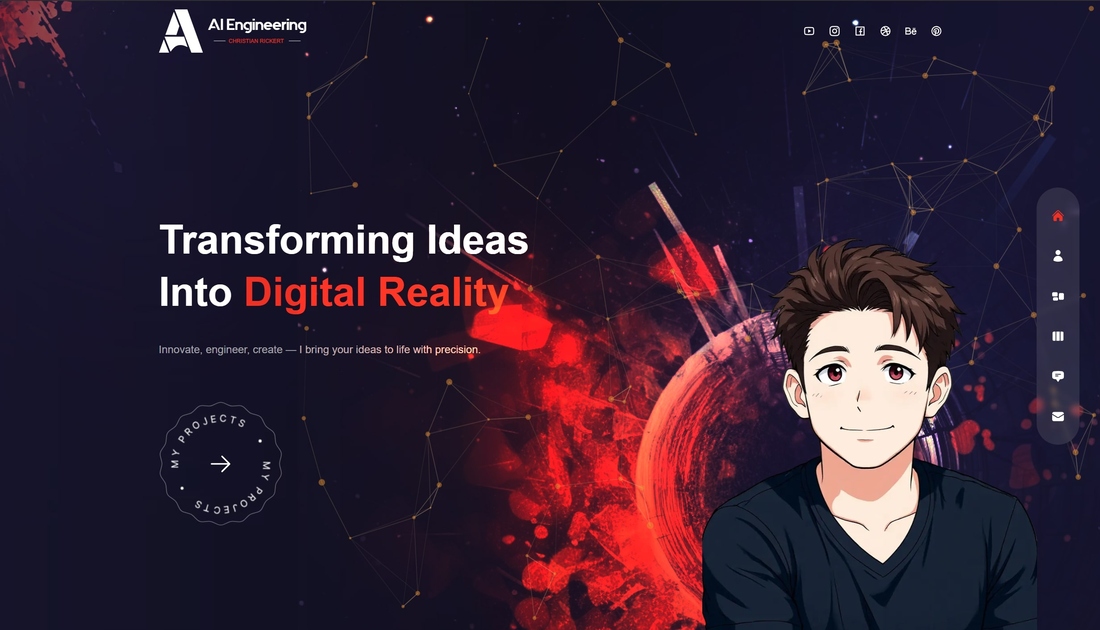 AI Engineering
CHRISTIAN RICKERT
Bē
Transforming Ideas
Into Digital Reality
Innovate, engineer, create — I bring your ideas to life with precision.
MY PROJECTS
MY PROJECTS